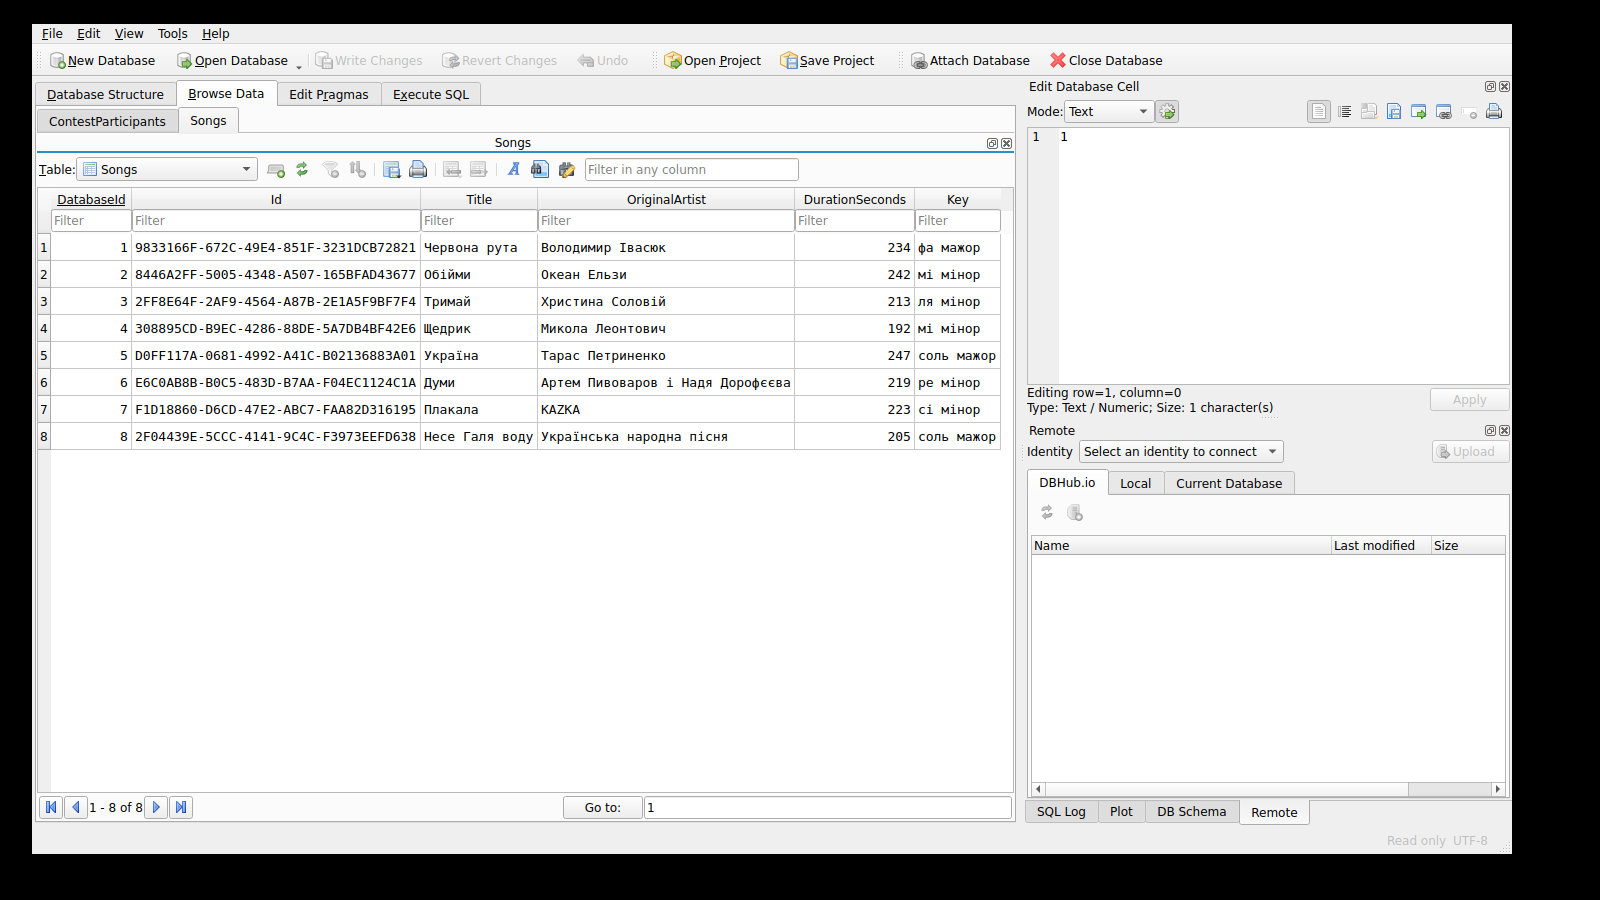 File Edit View Tools Help
New Database Open Database Write Changes Revert Changes Undo Open Project Save Project Attach Database Close Database
Database Structure Browse Data Edit Pragmas Execute SQL
ContestParticipants Songs
Songs
Table: Songs Filter in any column
DatabaseId Id Title OriginalArtist DurationSeconds Key
Filter Filter Filter Filter Filter Filter
1 1 9833166F-672C-49E4-851F-3231DCB72821 Червона рута Володимир Івасюк 234 фа мажор
2 2 8446A2FF-5005-4348-A507-165BFAD43677 Обійми Океан Ельзи 242 мі мінор
3 3 2FF8E64F-2AF9-4564-A87B-2E1A5F9BF7F4 Тримай Христина Соловій 213 ля мінор
4 4 308895CD-B9EC-4286-88DE-5A7DB4BF42E6 Щедрик Микола Леонтович 192 мі мінор
5 5 D0FF117A-0681-4992-A41C-B02136883A01 Україна Тарас Петриненко 247 соль мажор
6 6 E6C0AB8B-B0C5-483D-B7AA-F04EC1124C1A Думи Артем Пивоваров і Надя Дорофєєва 219 ре мінор
7 7 F1D18860-D6CD-47E2-ABC7-FAA82D316195 Плакала KAZKA 223 сі мінор
8 8 2F04439E-5CCC-4141-9C4C-F3973EEFD638 Несе Галя воду Українська народна пісня 205 соль мажор
1 - 8 of 8 Go to: 1
Edit Database Cell
Mode: Text
1 1
Editing row=1, column=0
Type: Text / Numeric; Size: 1 character(s)
Apply
Remote
Identity Select an identity to connect Upload
DBHub.io Local Current Database
Name Last modified Size
SQL Log Plot DB Schema Remote
Read only UTF-8